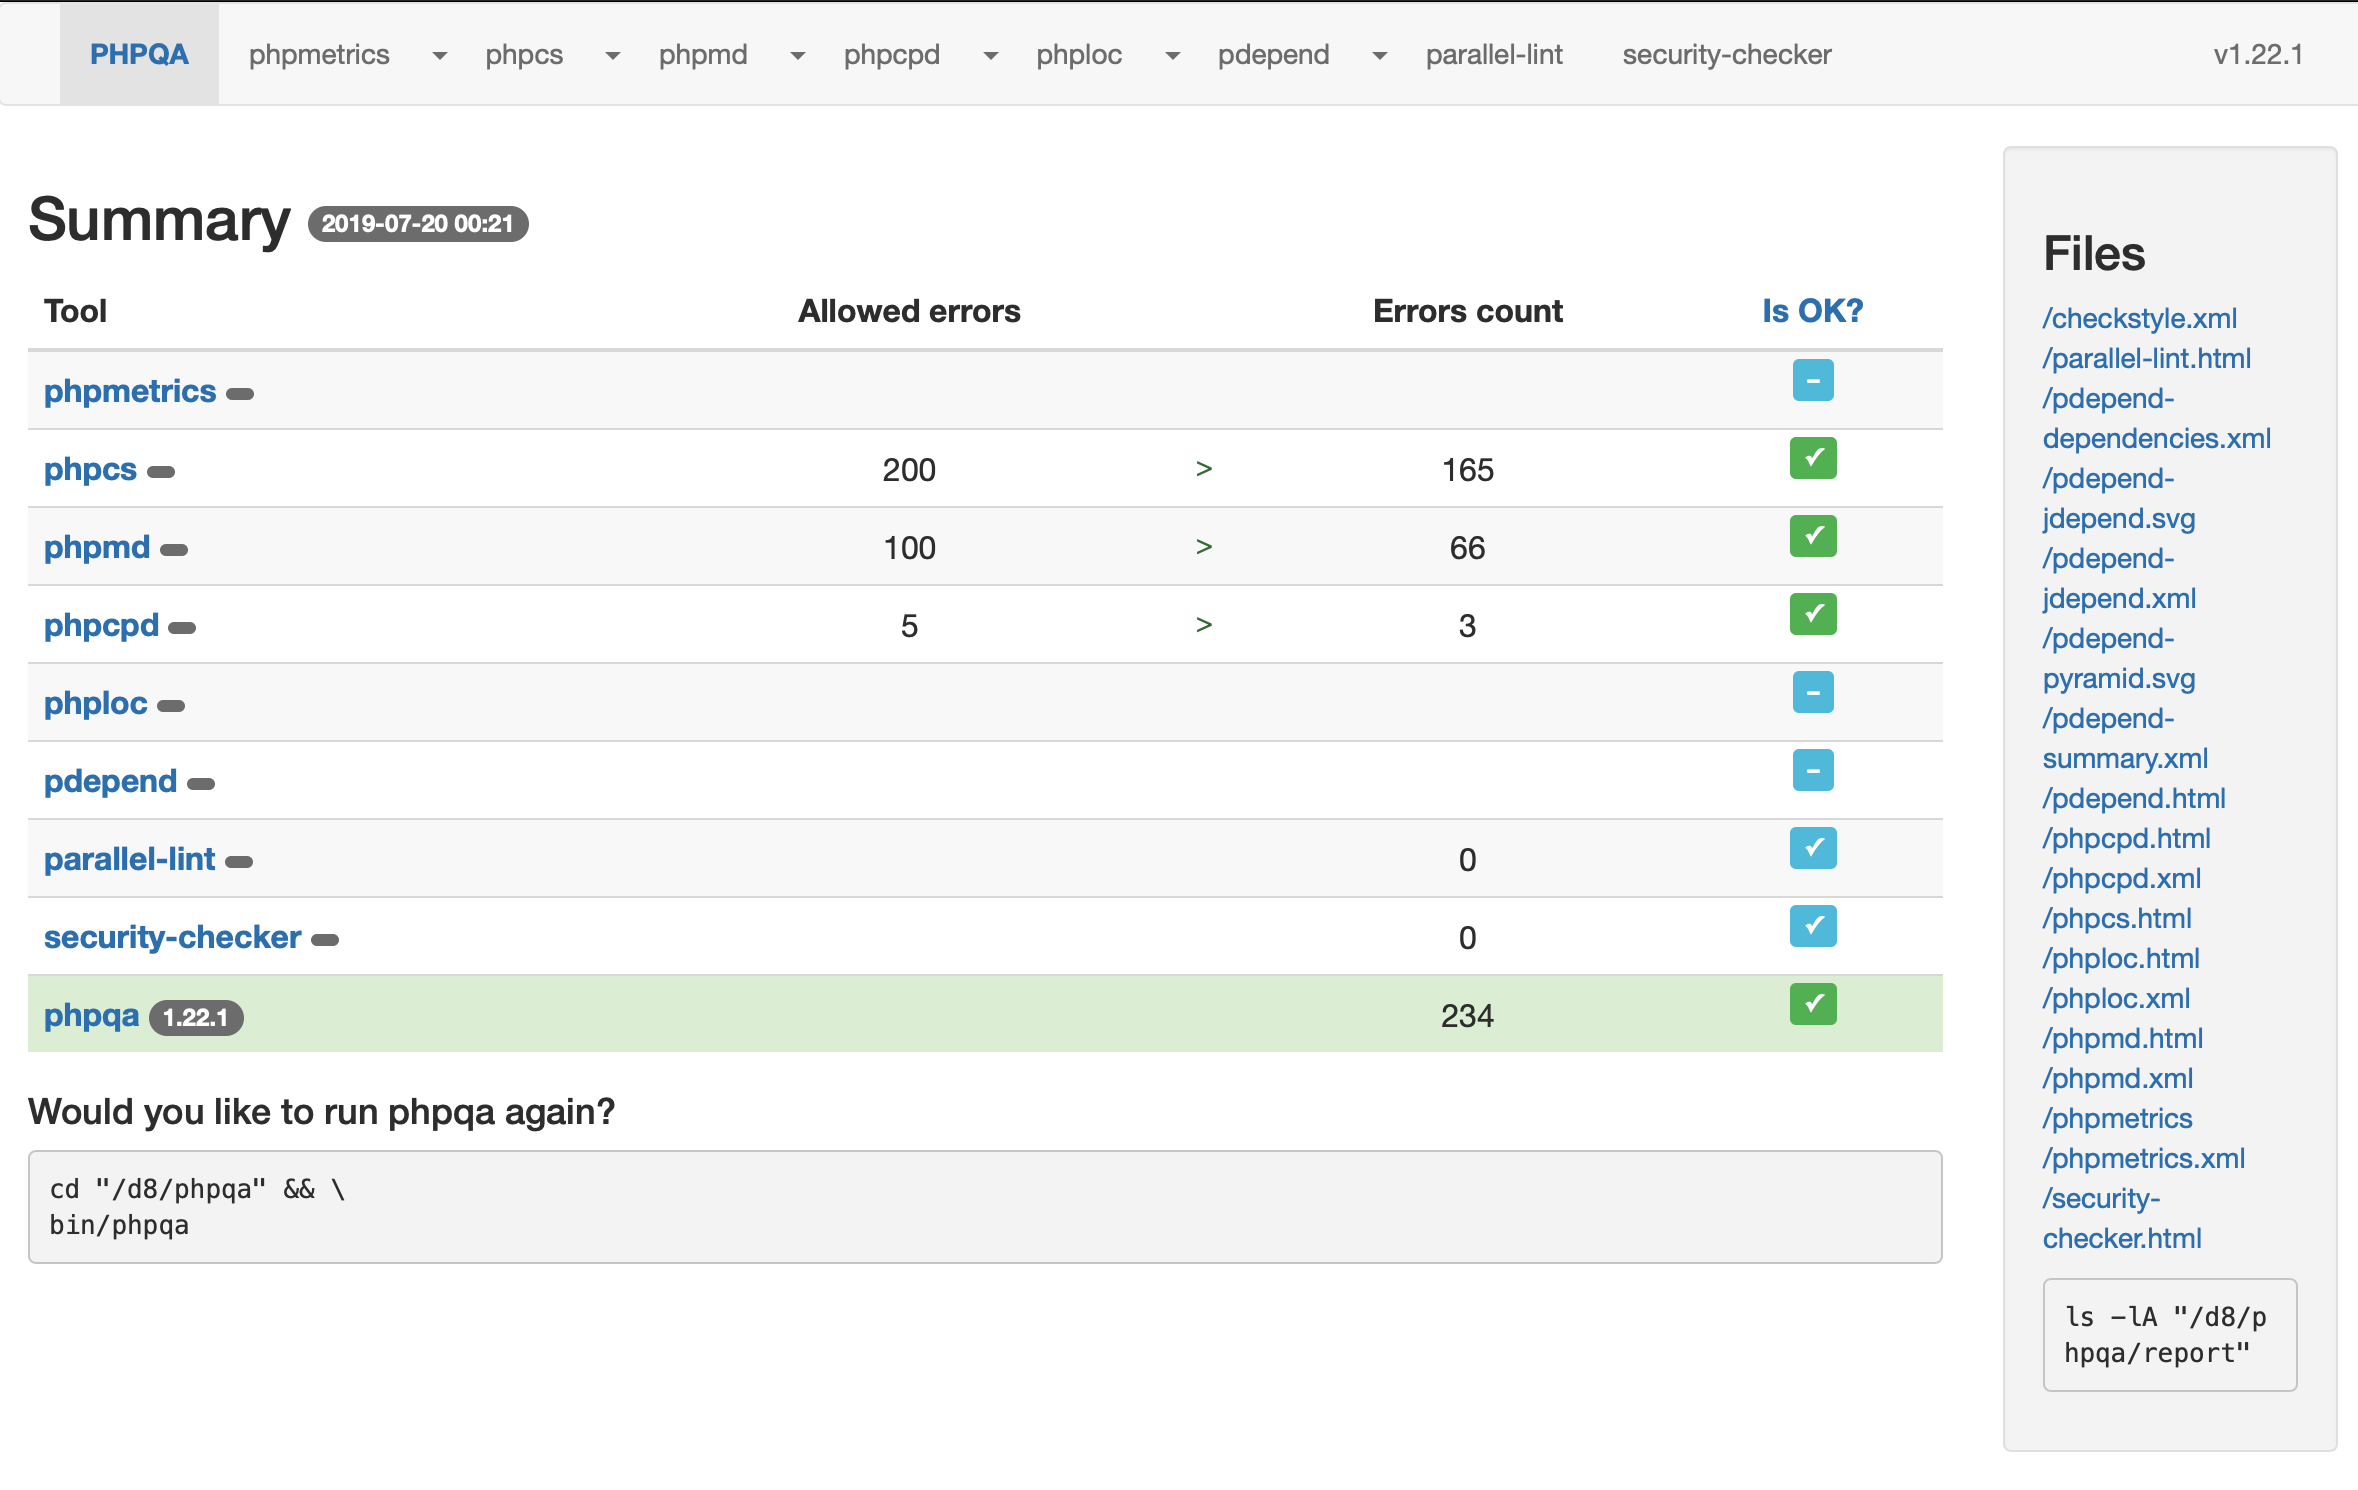 PHPQA phpmetrics phpcs phpmd phpcpd phploc pdepend parallel-lint security-checker v1.22.1
Summary 2019-07-20 00:21
Tool Allowed errors Errors count Is OK?
phpmetrics –
phpcs 200 > 165 ✔
phpmd 100 > 66 ✔
phpcpd 5 > 3 ✔
phploc –
pdepend –
parallel-lint 0 ✔
security-checker 0 ✔
phpqa 1.22.1 234 ✔
Would you like to run phpqa again?
cd "/d8/phpqa" && \
bin/phpqa
Files
/checkstyle.xml
/parallel-lint.html
/pdepend-
dependencies.xml
/pdepend-
jdepend.svg
/pdepend-
jdepend.xml
/pdepend-
pyramid.svg
/pdepend-
summary.xml
/pdepend.html
/phpcpd.html
/phpcpd.xml
/phpcs.html
/phploc.html
/phploc.xml
/phpmd.html
/phpmd.xml
/phpmetrics
/phpmetrics.xml
/security-
checker.html
ls -lA "/d8/p
hpqa/report"